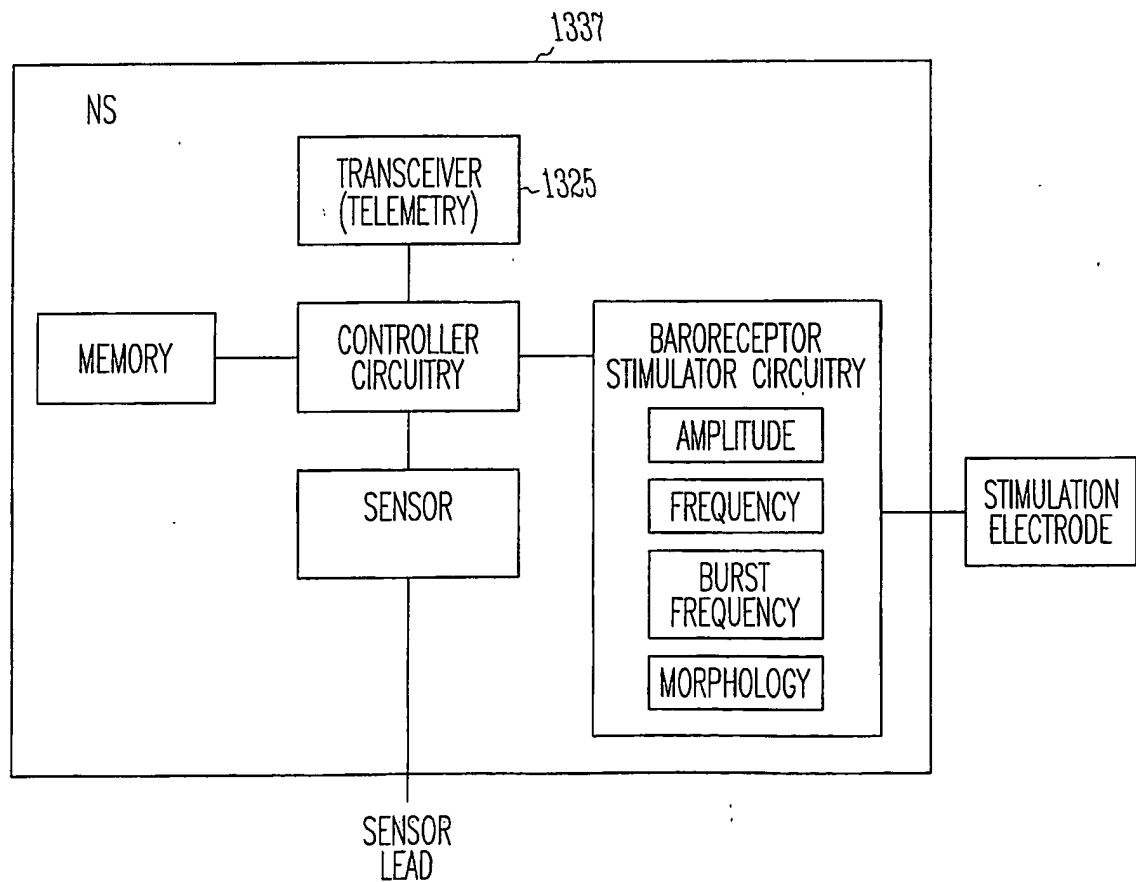 1337
NS
TRANSCEIVER
(TELEMETRY)
1325
MEMORY
CONTROLLER
CIRCUITRY
BARORECEPTOR
STIMULATOR CIRCUITRY
AMPLITUDE
FREQUENCY
BURST
FREQUENCY
MORPHOLOGY
SENSOR
STIMULATION
ELECTRODE
SENSOR
LEAD